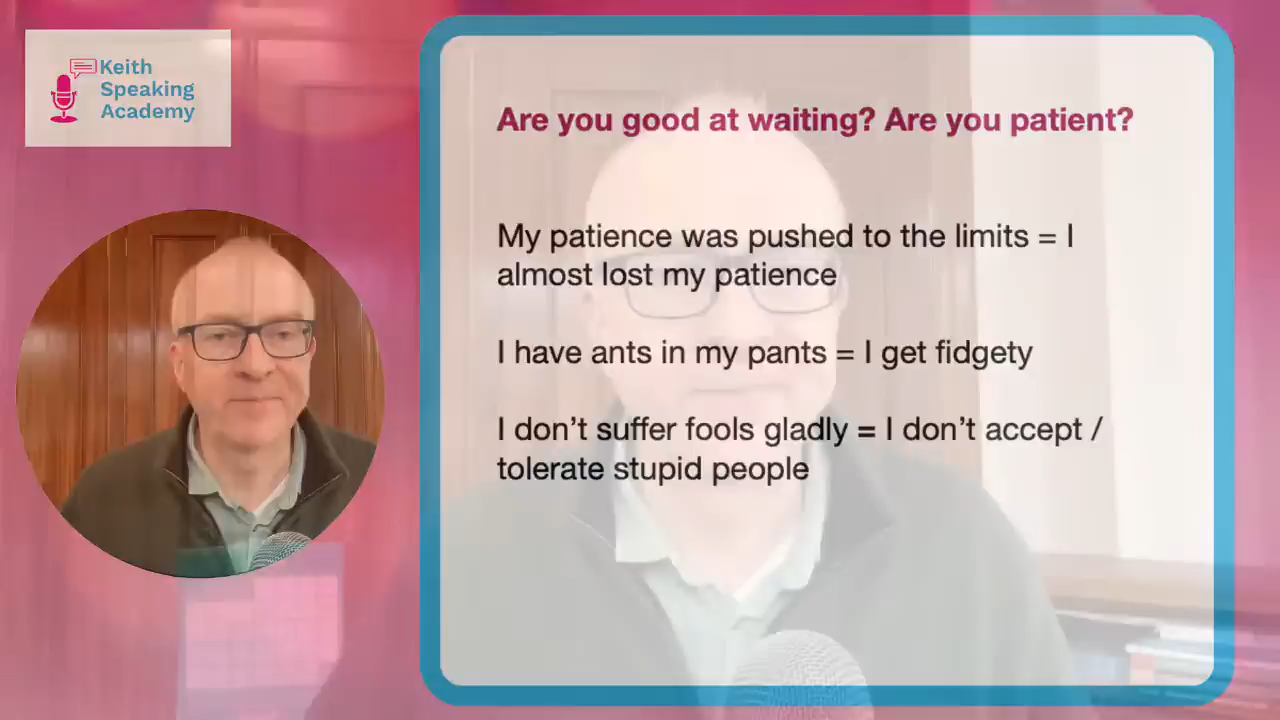 Keith
Speaking
Academy
Are you good at waiting? Are you patient?
My patience was pushed to the limits = I
almost lost my patience
I have ants in my pants = I get fidgety
I don’t suffer fools gladly = I don’t accept /
tolerate stupid people